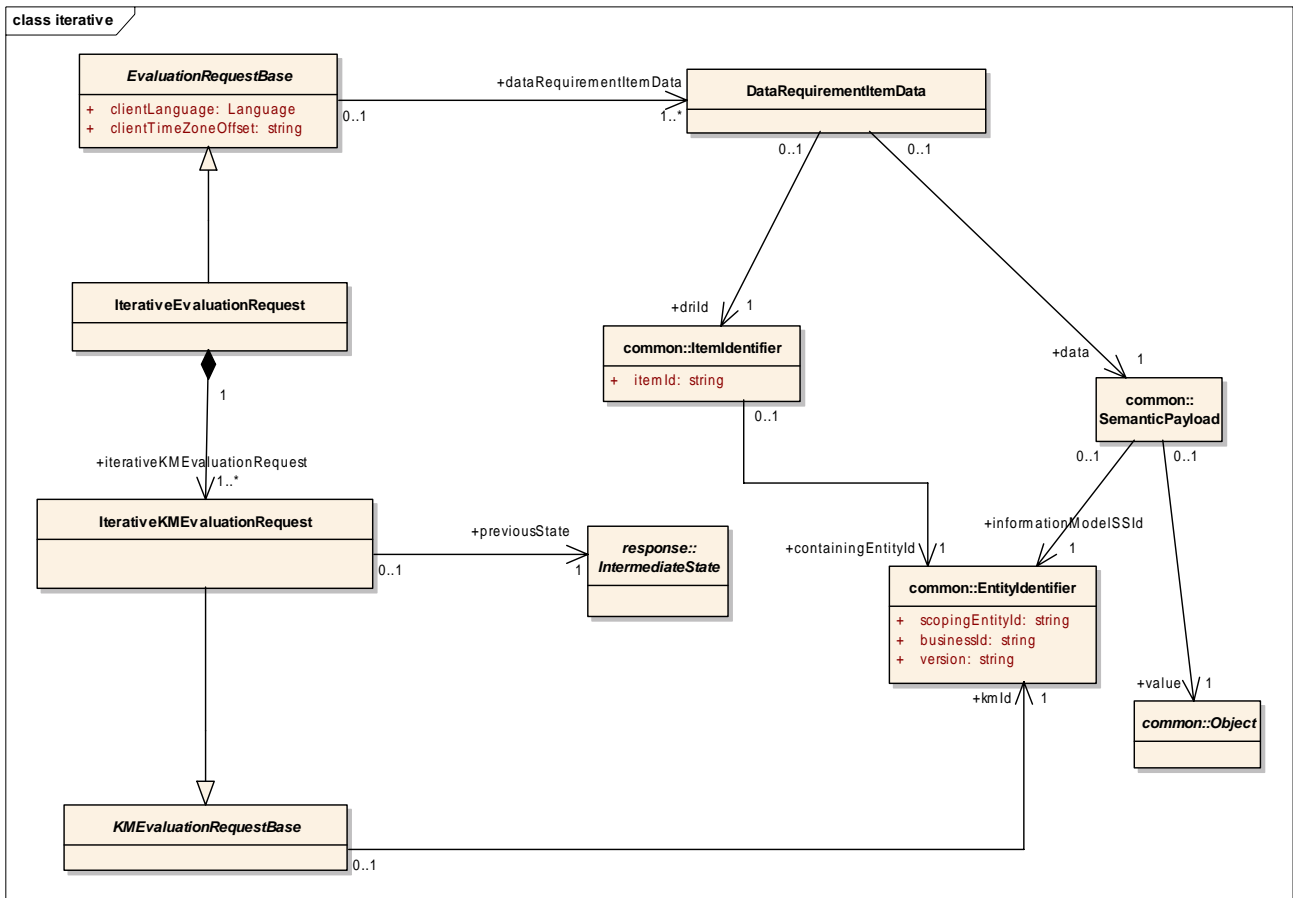 class iterative
EvaluationRequestBase
+ clientLanguage: Language
+ clientTimeZoneOffset: string
0..1
+dataRequirementItemData
1..*
DataRequirementItemData
0..1
0..1
IterativeEvaluationRequest
1
+iterativeKMEvaluationRequest
1..*
+driId
1
common::ItemIdentifier
+ itemId: string
0..1
+data
1
common::
SemanticPayload
0..1
0..1
IterativeKMEvaluationRequest
0..1
+previousState
1
response::
IntermediateState
+containingEntityId
1
+informationModelSSId
1
common::EntityIdentifier
+ scopingEntityId: string
+ businessId: string
+ version: string
+kmId
1
+value
1
common::Object
KMEvaluationRequestBase
0..1